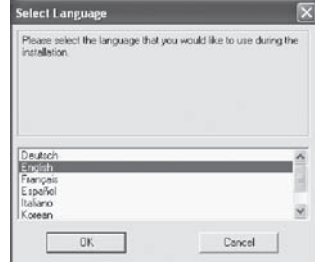 Select Language
Please select the language that you would like to use during the
installation.
Deutsch
English
Français
Español
Italiano
Korean
OK
Cancel